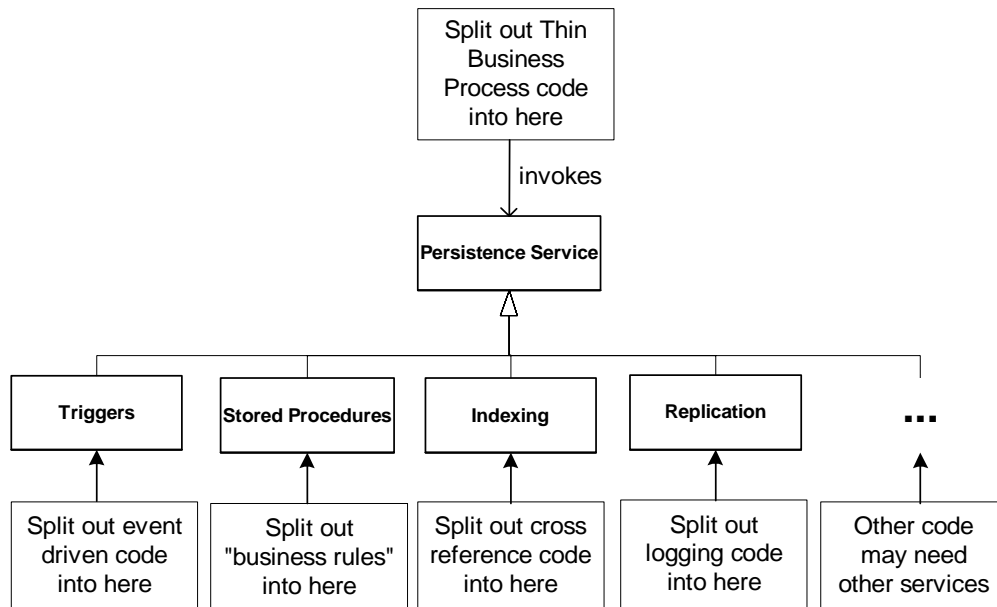 Split out Thin
Business
Process code
into here
invokes
Persistence Service
Triggers
Stored Procedures
Indexing
Replication
...
Split out event
driven code
into here
Split out
"business rules"
into here
Split out cross
reference code
into here
Split out
logging code
into here
Other code
may need
other services